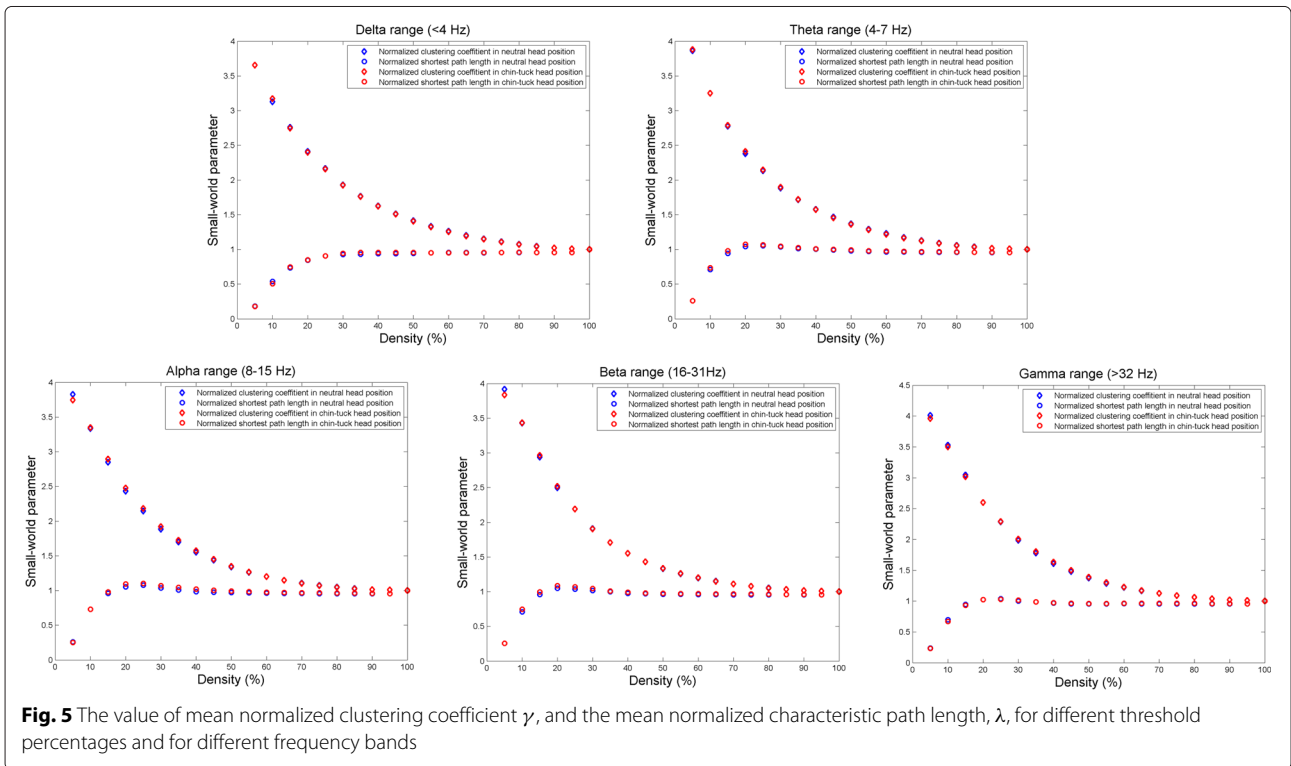 Delta range (<4 Hz)
Normalized clustering coeffitient in neutral head position
Normalized shortest path length in neutral head position
Normalized clustering coeffitient in chin-tuck head position
Normalized shortest path length in chin-tuck head position
Small-world parameter
4
3.5
3
2.5
2
1.5
1
0.5
0
0 10 20 30 40 50 60 70 80 90 100
Density (%)
Theta range (4-7 Hz)
Normalized clustering coeffitient in neutral head position
Normalized shortest path length in neutral head position
Normalized clustering coeffitient in chin-tuck head position
Normalized shortest path length in chin-tuck head position
Small-world parameter
4
3.5
3
2.5
2
1.5
1
0.5
0
0 10 20 30 40 50 60 70 80 90 100
Density (%)
Alpha range (8-15 Hz)
Normalized clustering coeffitient in neutral head position
Normalized shortest path length in neutral head position
Normalized clustering coeffitient in chin-tuck head position
Normalized shortest path length in chin-tuck head position
Small-world parameter
4
3.5
3
2.5
2
1.5
1
0.5
0
0 10 20 30 40 50 60 70 80 90 100
Density (%)
Beta range (16-31Hz)
Normalized clustering coeffitient in neutral head position
Normalized shortest path length in neutral head position
Normalized clustering coeffitient in chin-tuck head position
Normalized shortest path length in chin-tuck head position
Small-world parameter
4
3.5
3
2.5
2
1.5
1
0.5
0
0 10 20 30 40 50 60 70 80 90 100
Density (%)
Gamma range (>32 Hz)
Normalized clustering coeffitient in neutral head position
Normalized shortest path length in neutral head position
Normalized clustering coeffitient in chin-tuck head position
Normalized shortest path length in chin-tuck head position
Small-world parameter
4.5
4
3.5
3
2.5
2
1.5
1
0.5
0
0 10 20 30 40 50 60 70 80 90 100
Density (%)
Fig. 5 The value of mean normalized clustering coefficient γ, and the mean normalized characteristic path length, λ, for different threshold
percentages and for different frequency bands